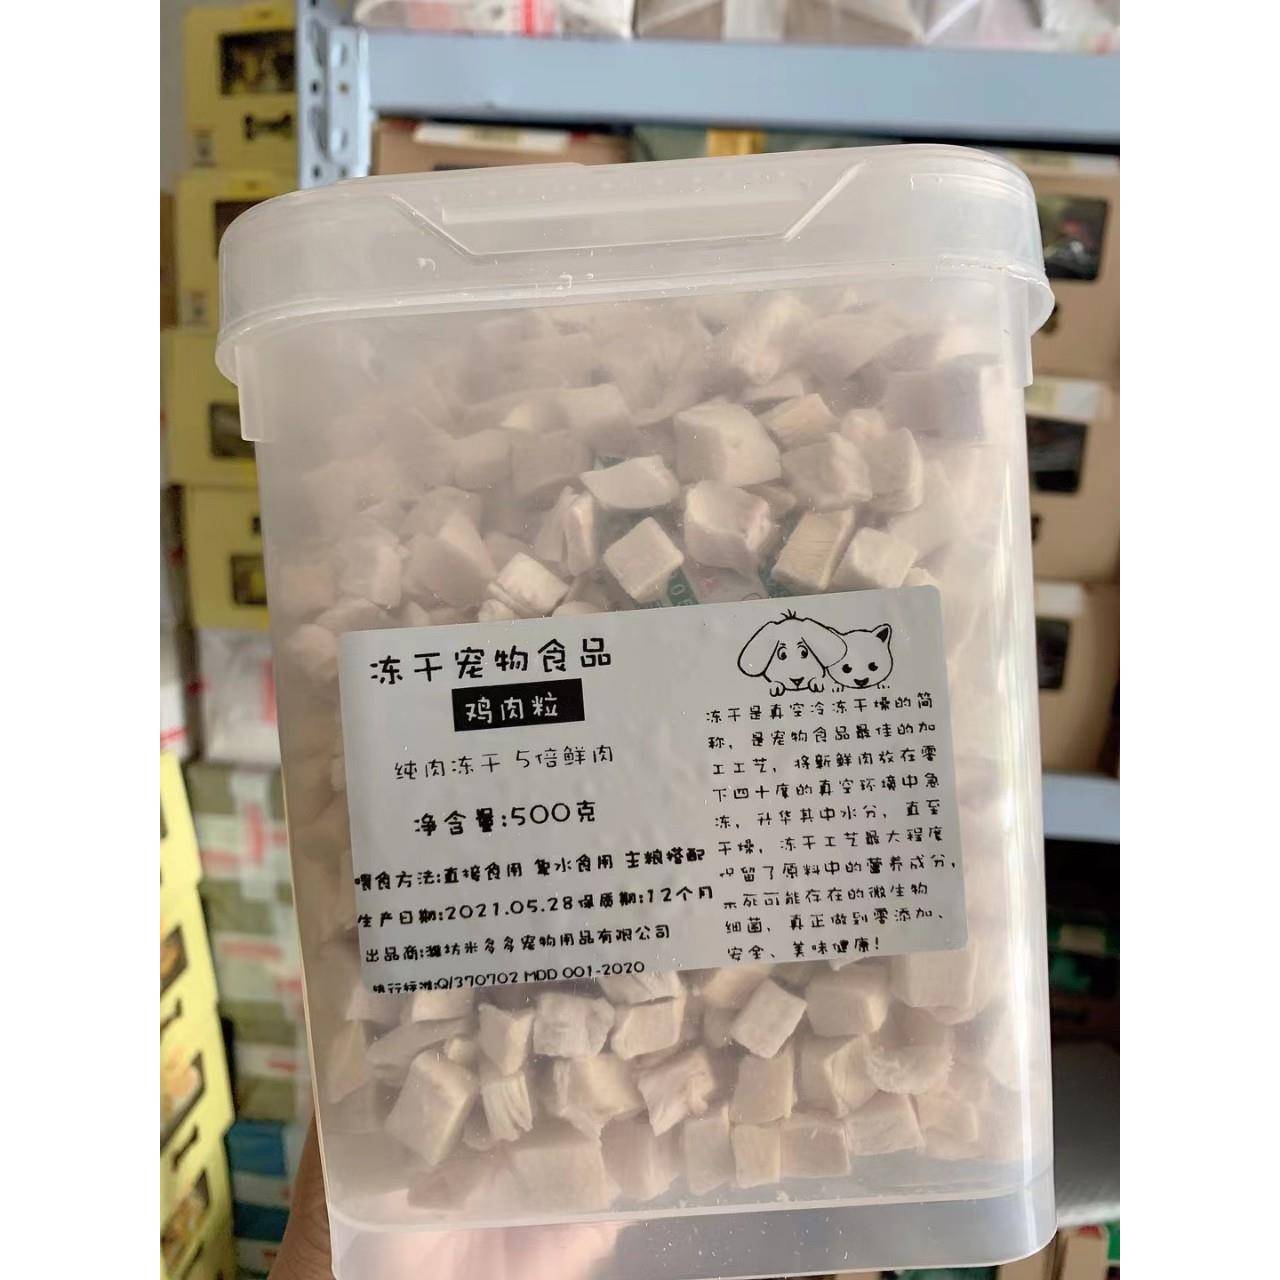 冻干宠物食品
鸡肉粒
纯肉冻干 5倍鲜肉
净含量:500克
喂食方法:直接食用 兑水食用 主粮搭配
生产日期:2021.05.28保质期:12个月
出品商:潍坊米多多宠物用品有限公司
执行标准:Q/370702 MDD 001-2020
冻干是真空冷冻干燥的简
称，是宠物食品最佳的加
工工艺，将新鲜肉放在零
下四十度的真空环境中急
冻，升华其中水分，直至
干燥，冻干工艺最大程度
保留了原料中的营养成分，
杀死可能存在的微生物
细菌，真正做到零添加、
安全、美味健康！